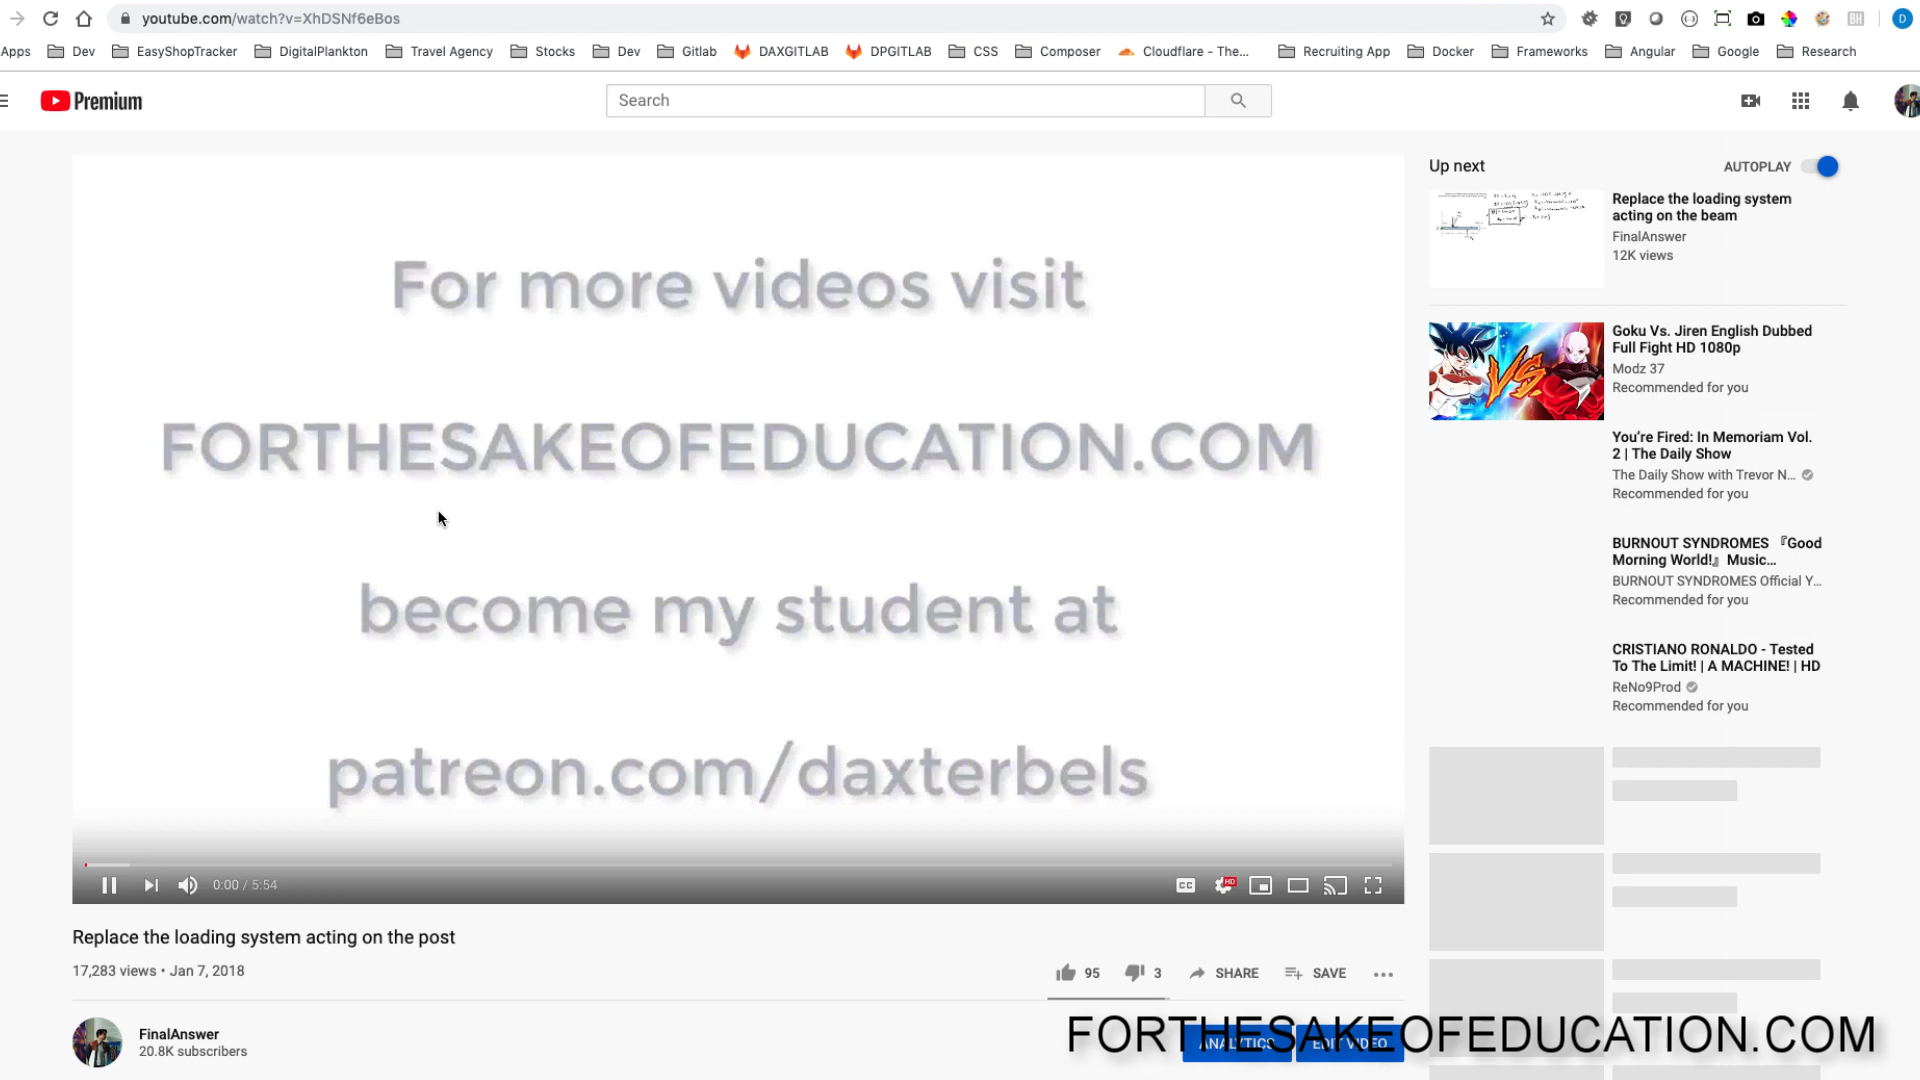 youtube.com/watch?v=XhDSNf6eBos
Apps Dev EasyShopTracker DigitalPlankton Travel Agency Stocks Dev Gitlab DAXGITLAB DPGITLAB CSS Composer Cloudflare - The... Recruiting App Docker Frameworks Angular Google Research
Premium
Search
For more videos visit
FORTHESAKEOFEDUCATION.COM
become my student at
patreon.com/daxterbels
0:00 / 5:54
CC
HD
Replace the loading system acting on the post
17,283 views • Jan 7, 2018
95 3 SHARE SAVE
FinalAnswer
20.8K subscribers
ANALYTICS EDIT VIDEO
Up next AUTOPLAY
Replace the loading system
acting on the beam
FinalAnswer
12K views
VS.
Goku Vs. Jiren English Dubbed
Full Fight HD 1080p
Modz 37
Recommended for you
You're Fired: In Memoriam Vol.
2 | The Daily Show
The Daily Show with Trevor N...
Recommended for you
BURNOUT SYNDROMES 『Good
Morning World!』 Music...
BURNOUT SYNDROMES Official Y...
Recommended for you
CRISTIANO RONALDO - Tested
To The Limit! | A MACHINE! | HD
ReNo9Prod
Recommended for you
FORTHESAKEOFEDUCATION.COM